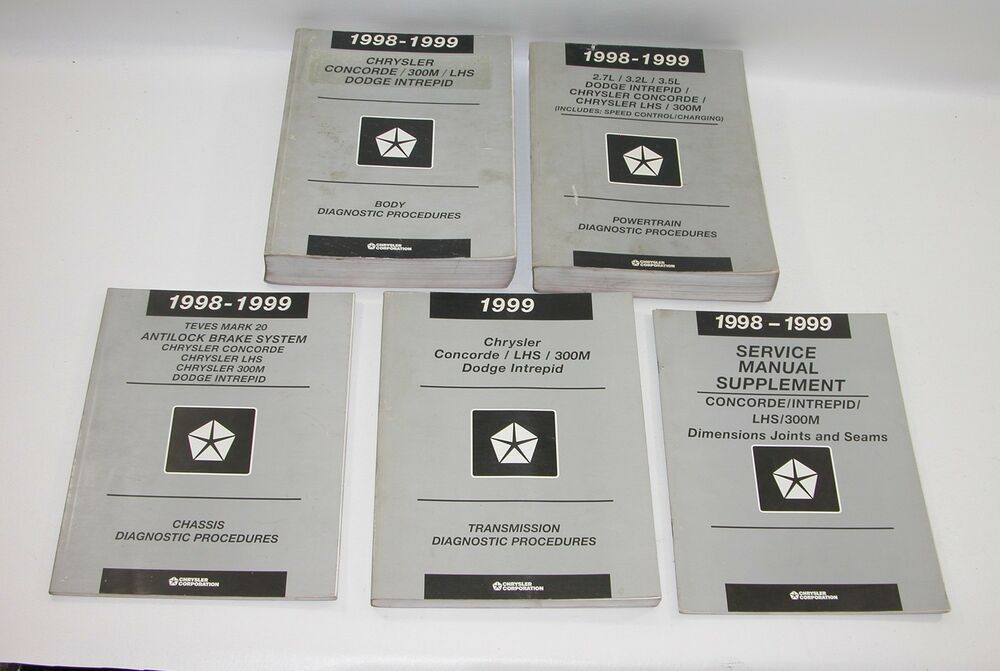 1998-1999
CHRYSLER
CONCORDE / 300M / LHS
DODGE INTREPID
BODY
DIAGNOSTIC PROCEDURES
CHRYSLER
CORPORATION
1998-1999
2.7L / 3.2L / 3.5L
DODGE INTREPID /
CHRYSLER CONCORDE /
CHRYSLER LHS / 300M
(INCLUDES: SPEED CONTROL/CHARGING)
POWERTRAIN
DIAGNOSTIC PROCEDURES
CHRYSLER
CORPORATION
1998-1999
TEVES MARK 20
ANTILOCK BRAKE SYSTEM
CHRYSLER CONCORDE
CHRYSLER LHS
CHRYSLER 300M
DODGE INTREPID
CHASSIS
DIAGNOSTIC PROCEDURES
CHRYSLER
CORPORATION
1999
Chrysler
Concorde / LHS / 300M
Dodge Intrepid
TRANSMISSION
DIAGNOSTIC PROCEDURES
CHRYSLER
CORPORATION
1998 – 1999
SERVICE
MANUAL
SUPPLEMENT
CONCORDE/INTREPID/
LHS/300M
Dimensions Joints and Seams
CHRYSLER
CORPORATION